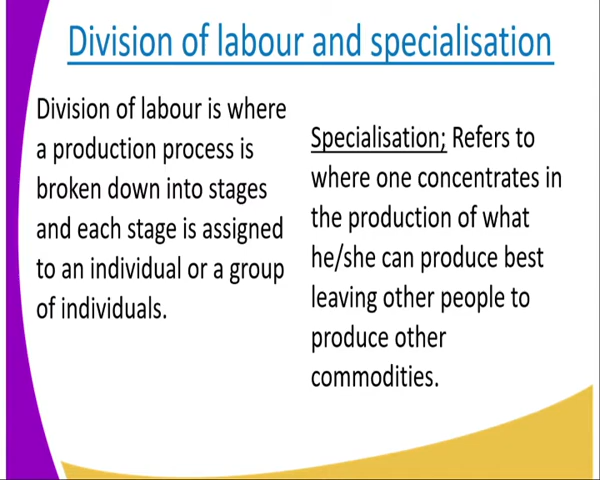 Division of labour and specialisation
Division of labour is where
a production process is
broken down into stages
and each stage is assigned
to an individual or a group
of individuals.
Specialisation; Refers to
where one concentrates in
the production of what
he/she can produce best
leaving other people to
produce other
commodities.